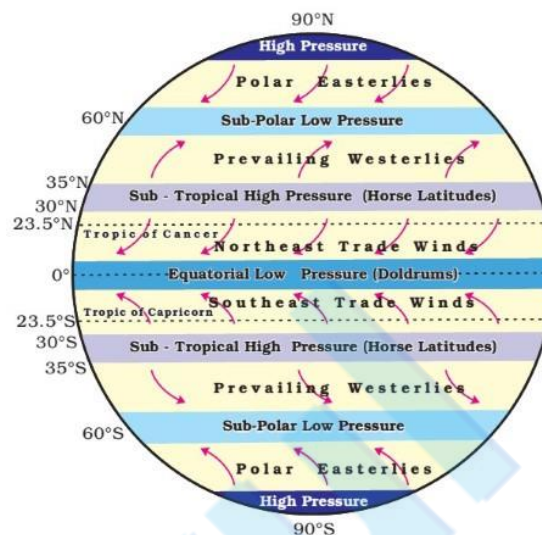 90°N
High Pressure
Polar Easterlies
60°N
Sub-Polar Low Pressure
Prevailing Westerlies
35°N
Sub - Tropical High Pressure (Horse Latitudes)
30°N
23.5°N
Tropic of Cancer
Northeast Trade Winds
0°
Equatorial Low Pressure (Doldrums)
Southeast Trade Winds
Tropic of Capricorn
23.5°S
30°S
Sub - Tropical High Pressure (Horse Latitudes)
35°S
Prevailing Westerlies
60°S
Sub-Polar Low Pressure
Polar Easterlies
High Pressure
90°S